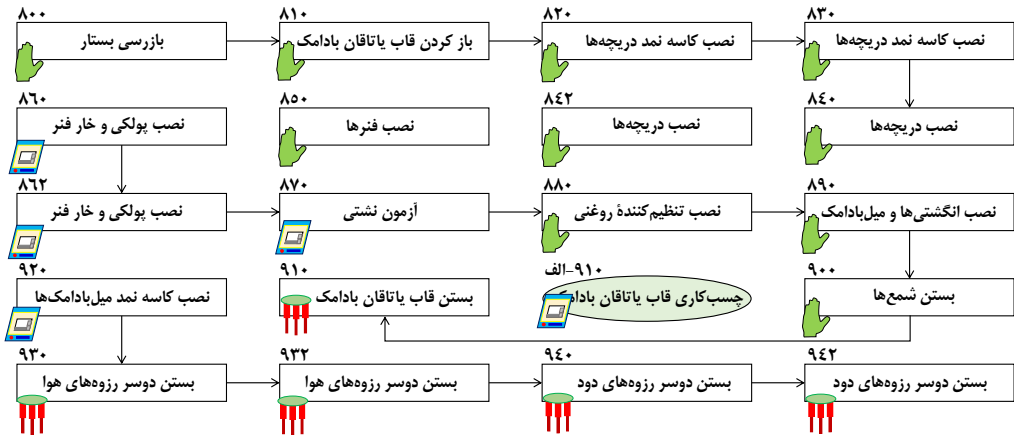 ۸۰۰
بازرسی بستار
۸۱۰
باز کردن قاب یاتاقان بادامک
۸۲۰
نصب کاسه نمد دریچه‌ها
۸۳۰
نصب کاسه نمد دریچه‌ها
۸۶۰
نصب پولکی و خار فنر
۸۵۰
نصب فنرها
۸۴۲
نصب دریچه‌ها
۸۴۰
نصب دریچه‌ها
۸۶۲
نصب پولکی و خار فنر
۸۷۰
آزمون نشتی
۸۸۰
نصب تنظیم‌کنندهٔ روغنی
۸۹۰
نصب انگشتی‌ها و میل‌بادامک
۹۲۰
نصب کاسه نمد میل‌بادامک‌ها
۹۱۰
بستن قاب یاتاقان بادامک
۹۱۰-الف
چسب‌کاری قاب یاتاقان بادامک
۹۰۰
بستن شمع‌ها
۹۳۰
بستن دوسر رزوه‌های هوا
۹۳۲
بستن دوسر رزوه‌های هوا
۹۴۰
بستن دوسر رزوه‌های دود
۹۴۲
بستن دوسر رزوه‌های دود